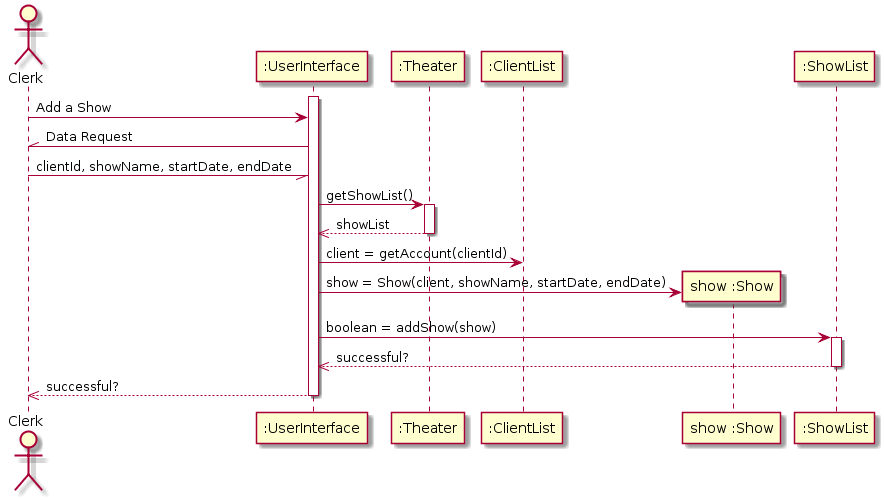 Clerk
:UserInterface
:Theater
:ClientList
:ShowList
Add a Show
Data Request
clientId, showName, startDate, endDate
getShowList()
showList
client = getAccount(clientId)
show = Show(client, showName, startDate, endDate)
show :Show
boolean = addShow(show)
successful?
successful?
Clerk
:UserInterface
:Theater
:ClientList
show :Show
:ShowList